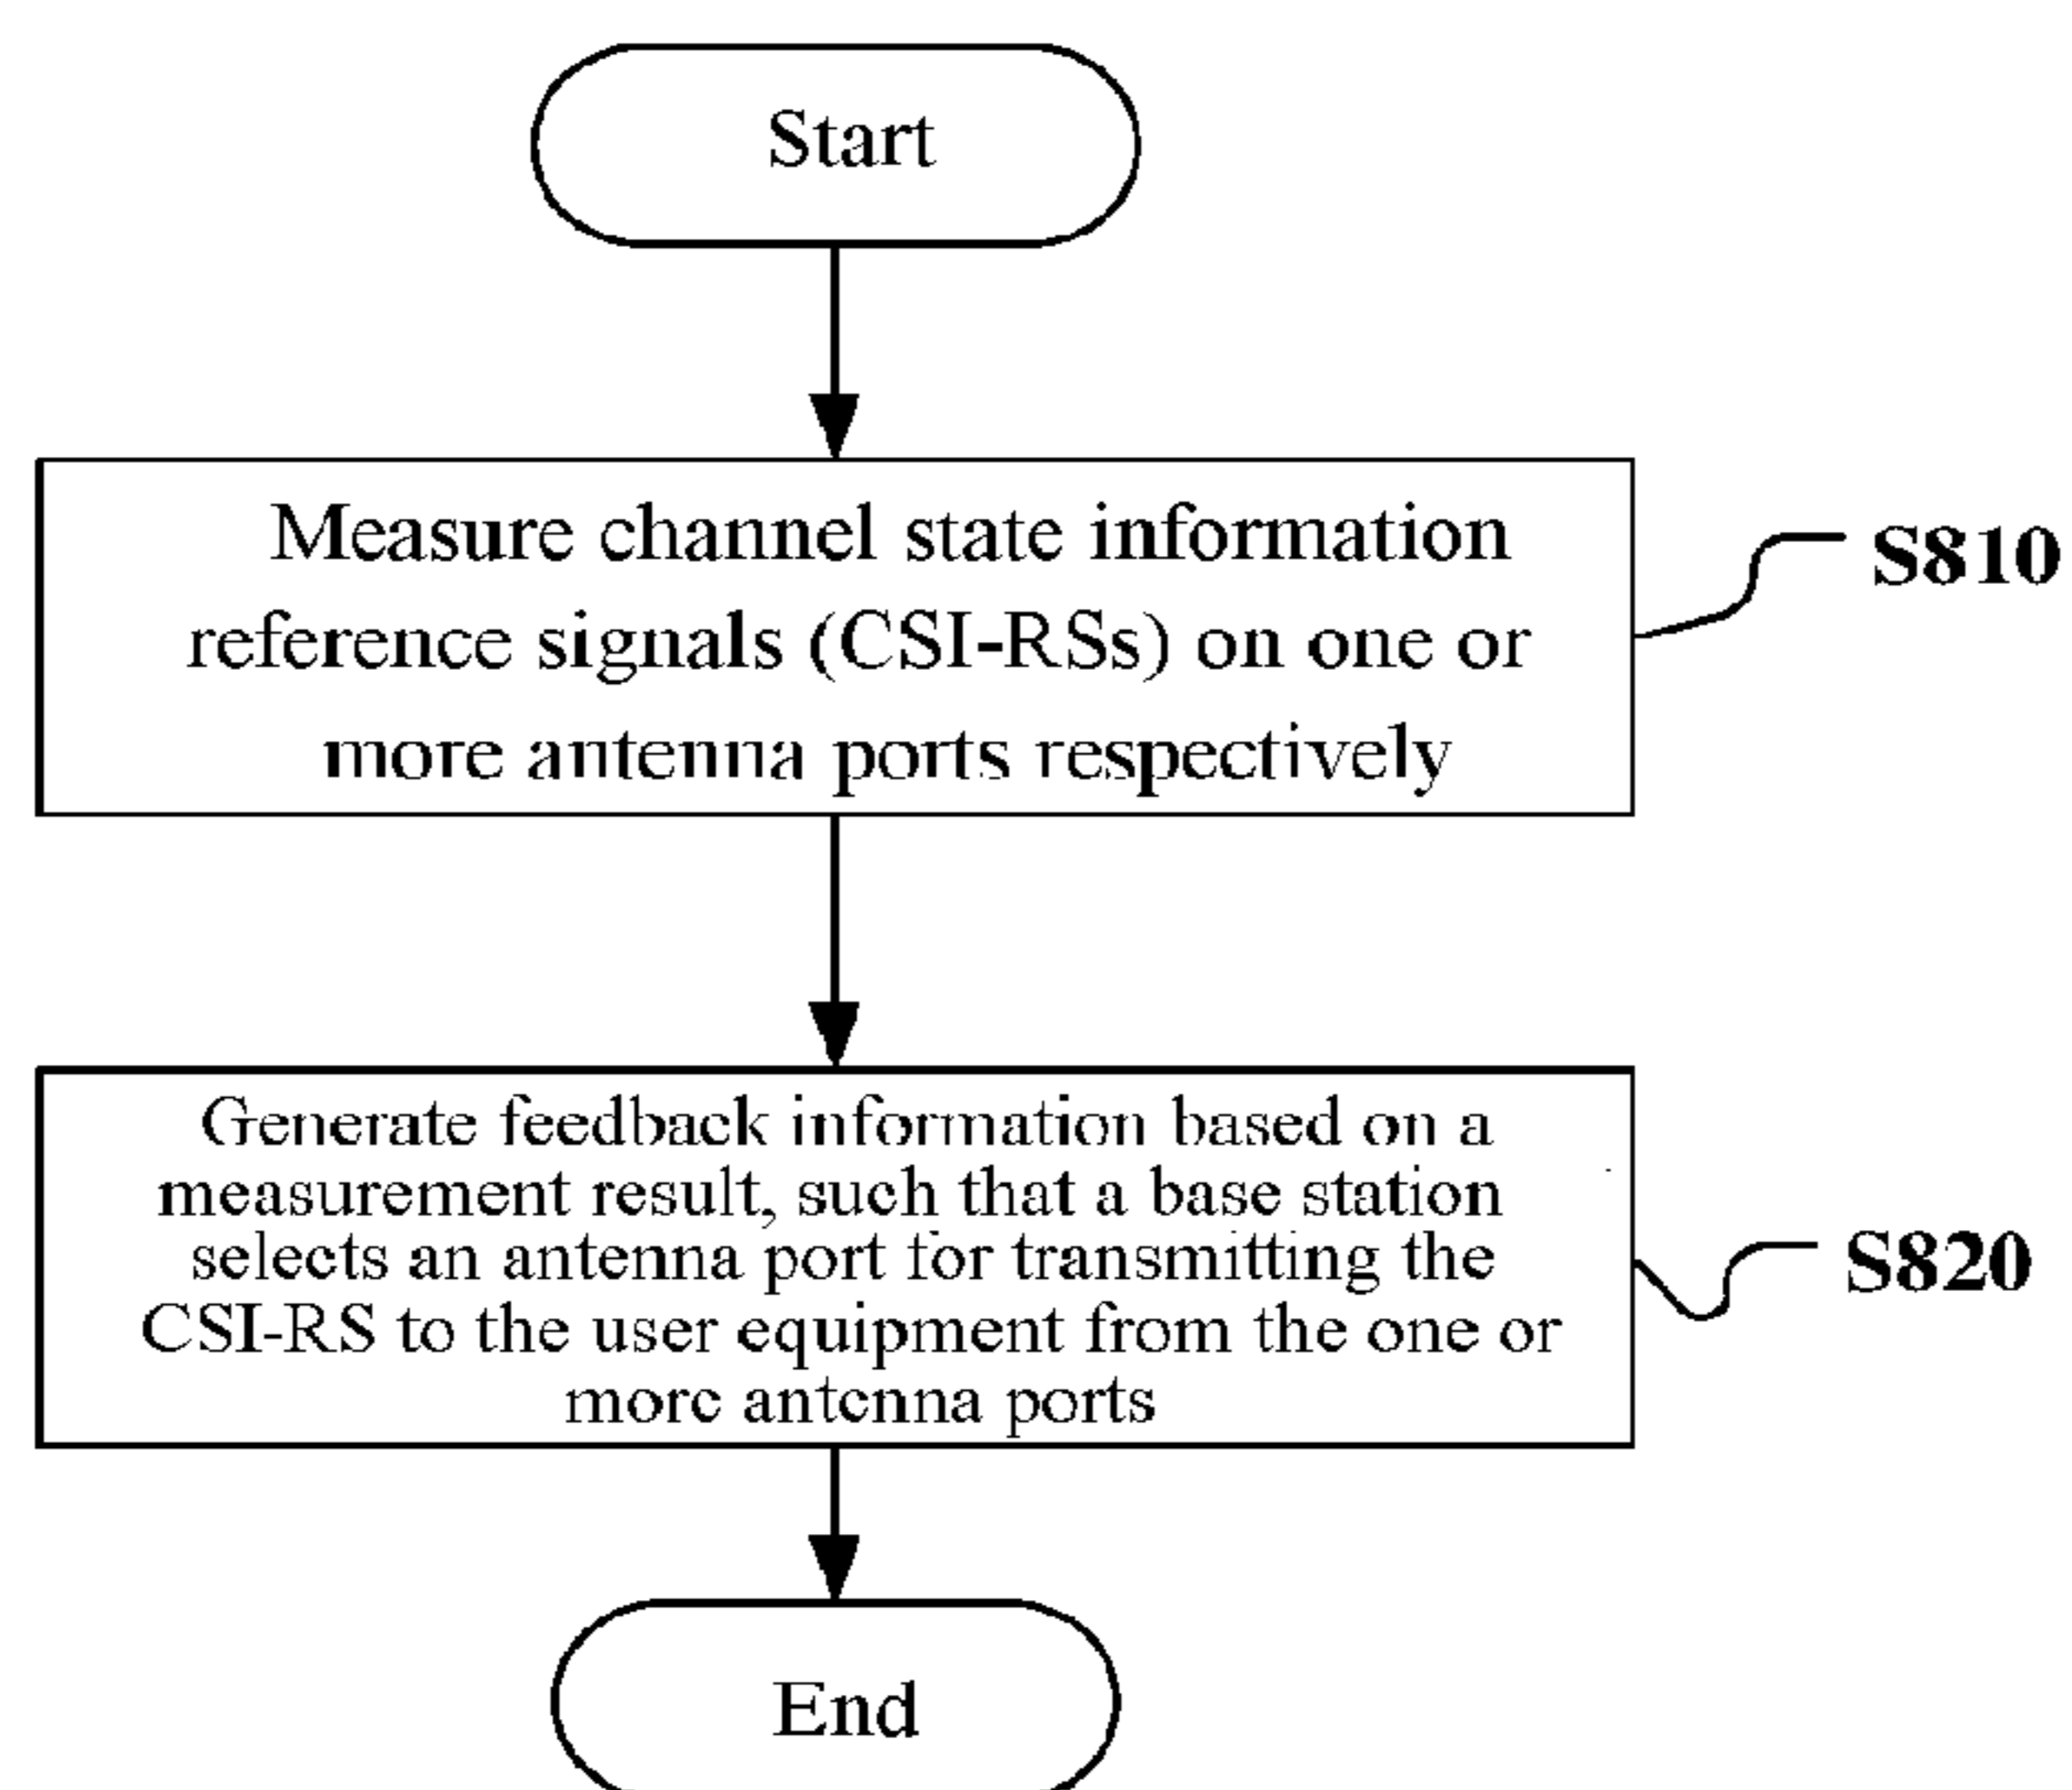 Start
Measure channel state information
reference signals (CSI-RSs) on one or
more antenna ports respectively
S810
Generate feedback information based on a
measurement result, such that a base station
selects an antenna port for transmitting the
CSI-RS to the user equipment from the one or
more antenna ports
S820
End